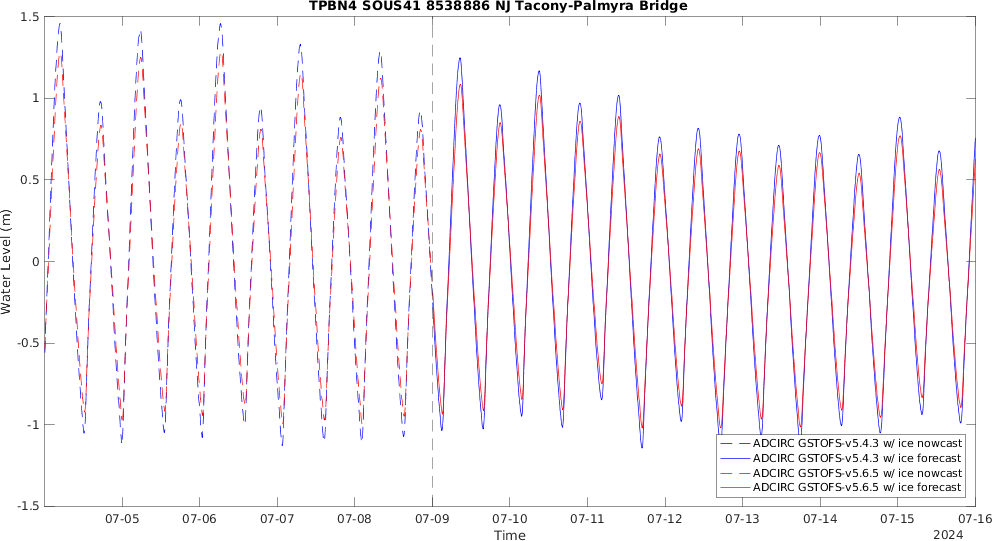 TPBN4 SOUS41 8538886 NJ Tacony-Palmyra Bridge
Water Level (m)
1.5
1
0.5
0
-0.5
-1
-1.5
ADCIRC GSTOFS-v5.4.3 w/ ice nowcast
ADCIRC GSTOFS-v5.4.3 w/ ice forecast
ADCIRC GSTOFS-v5.6.5 w/ ice nowcast
ADCIRC GSTOFS-v5.6.5 w/ ice forecast
07-05 07-06 07-07 07-08 07-09 07-10 07-11 07-12 07-13 07-14 07-15 07-16
Time
2024